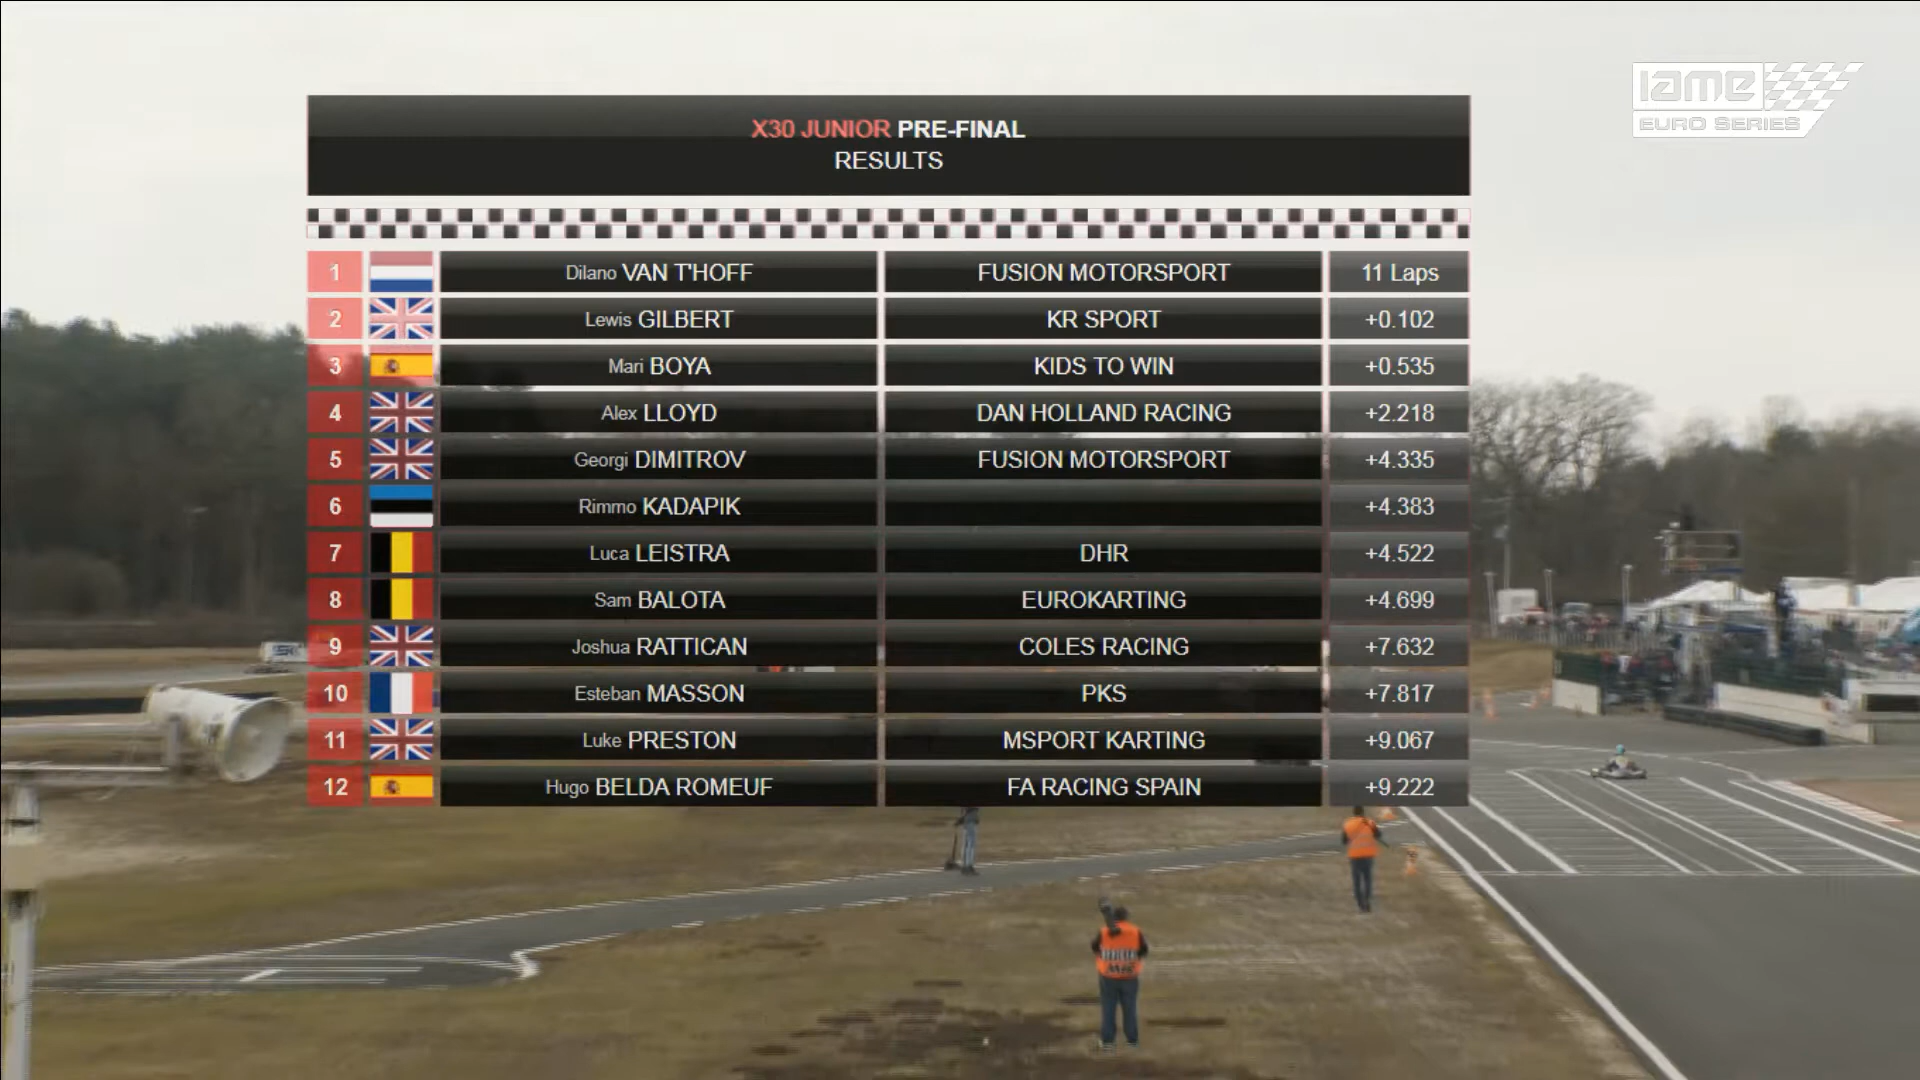 IAME
EURO SERIES
X30 JUNIOR PRE-FINAL
RESULTS
1 Dilano VAN T'HOFF FUSION MOTORSPORT 11 Laps
2 Lewis GILBERT KR SPORT +0.102
3 Mari BOYA KIDS TO WIN +0.535
4 Alex LLOYD DAN HOLLAND RACING +2.218
5 Georgi DIMITROV FUSION MOTORSPORT +4.335
6 Rimmo KADAPIK +4.383
7 Luca LEISTRA DHR +4.522
8 Sam BALOTA EUROKARTING +4.699
9 Joshua RATTICAN COLES RACING +7.632
10 Esteban MASSON PKS +7.817
11 Luke PRESTON MSPORT KARTING +9.067
12 Hugo BELDA ROMEUF FA RACING SPAIN +9.222